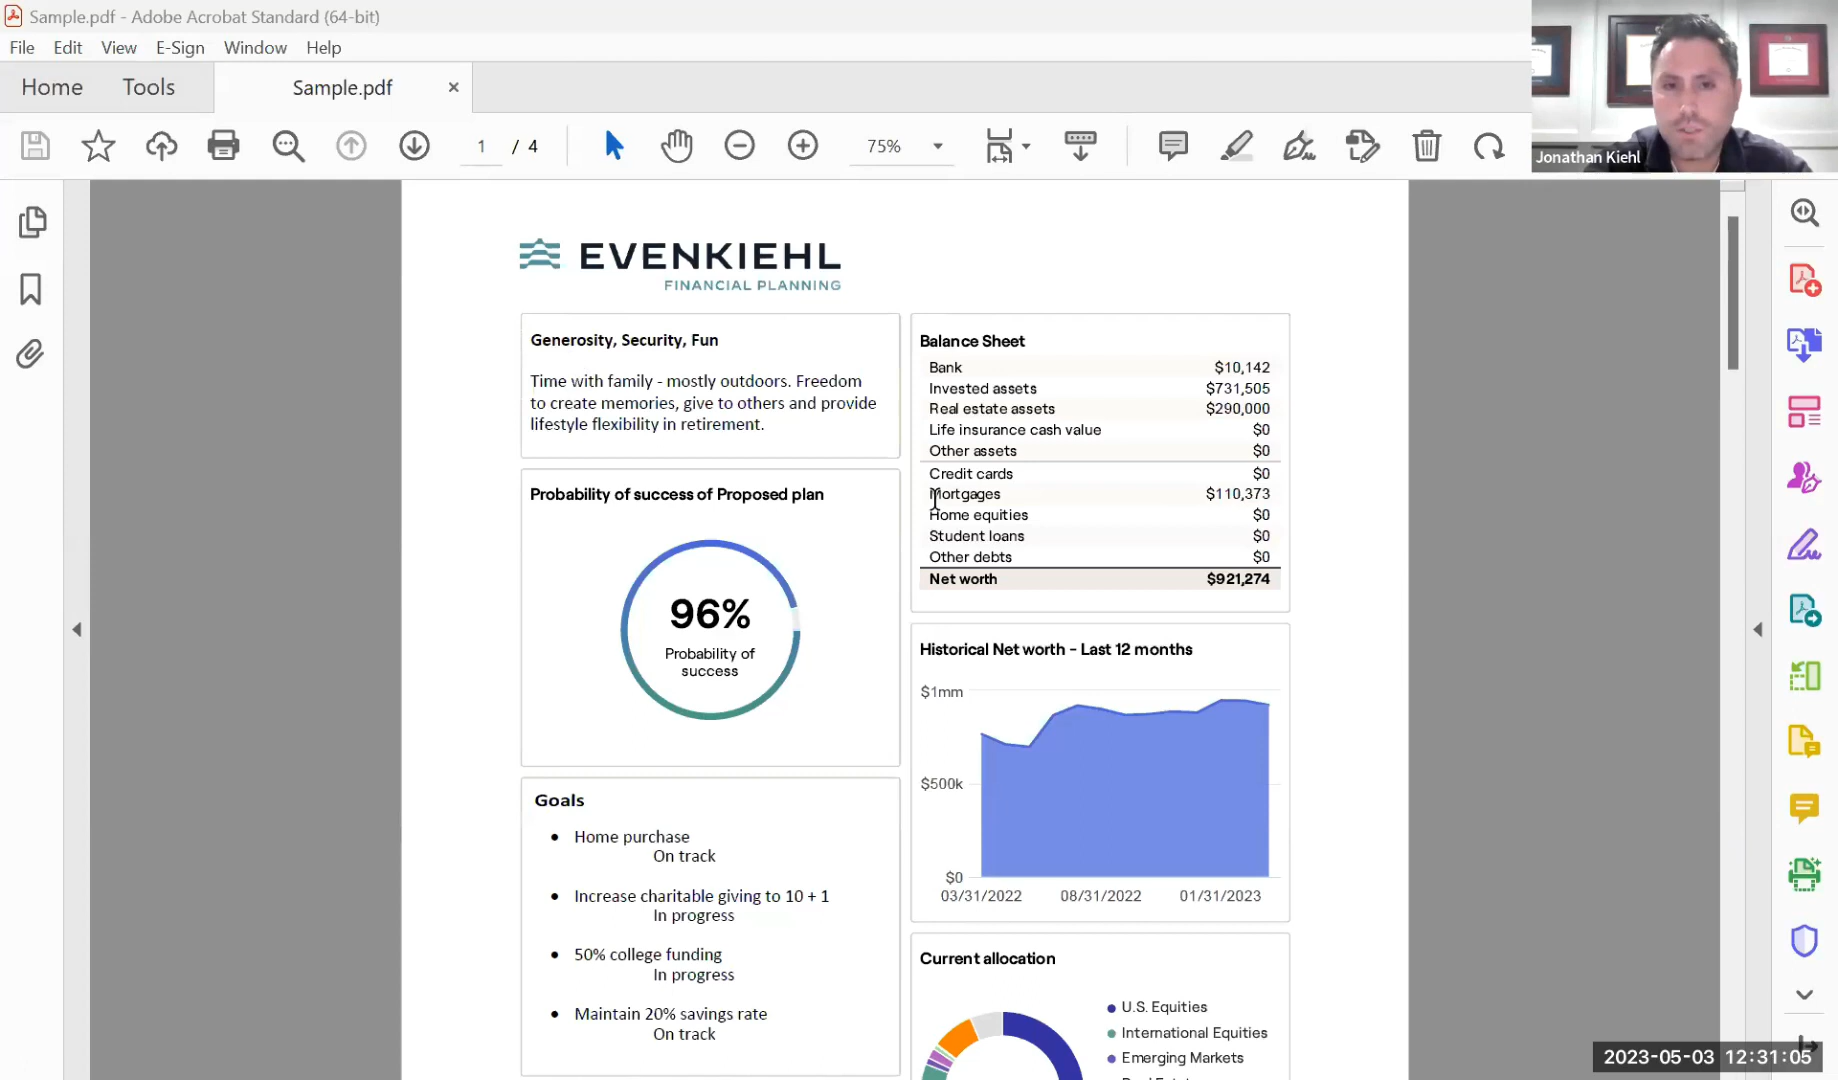 Sample.pdf - Adobe Acrobat Standard (64-bit)
File Edit View E-Sign Window Help
Home Tools Sample.pdf ×
1 / 4 75%
Jonathan Kiehl
EVENKIEHL
FINANCIAL PLANNING
Generosity, Security, Fun
Time with family - mostly outdoors. Freedom
to create memories, give to others and provide
lifestyle flexibility in retirement.
Probability of success of Proposed plan
96%
Probability of
success
Goals
• Home purchase
On track
• Increase charitable giving to 10 + 1
In progress
• 50% college funding
In progress
• Maintain 20% savings rate
On track
Balance Sheet
Bank $10,142
Invested assets $731,505
Real estate assets $290,000
Life insurance cash value $0
Other assets $0
Credit cards $0
Mortgages $110,373
Home equities $0
Student loans $0
Other debts $0
Net worth $921,274
Historical Net worth - Last 12 months
$1mm
$500k
$0
03/31/2022 08/31/2022 01/31/2023
Current allocation
U.S. Equities
International Equities
Emerging Markets
2023-05-03 12:31:05